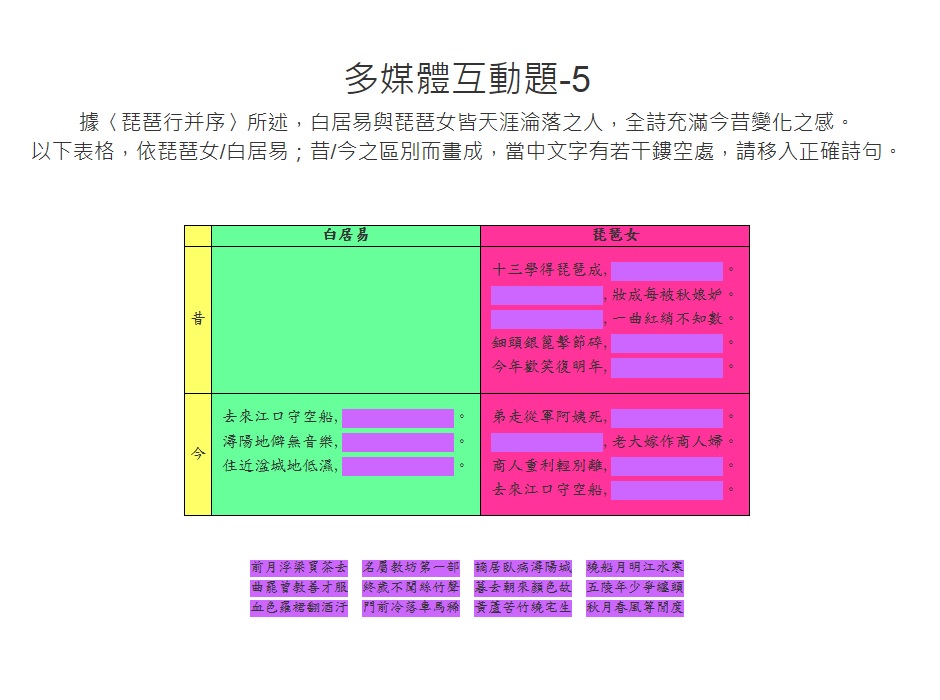 多媒體互動題-5
據〈琵琶行并序〉所述，白居易與琵琶女皆天涯淪落之人，全詩充滿今昔變化之感。
以下表格，依琵琶女/白居易；昔/今之區別而畫成，當中文字有若干鏤空處，請移入正確詩句。
白居易 琵琶女
昔
十三學得琵琶成, 。
, 妝成每被秋娘妒。
, 一曲紅綃不知數。
鈿頭銀篦擊節碎, 。
今年歡笑復明年, 。
今
去來江口守空船, 。
潯陽地僻無音樂, 。
住近湓城地低濕, 。
弟走從軍阿姨死, 。
, 老大嫁作商人婦。
商人重利輕別離, 。
去來江口守空船, 。
前月浮梁買茶去 名屬教坊第一部 謫居臥病潯陽城 繞船月明江水寒
曲罷曾教善才服 終歲不聞絲竹聲 暮去朝來顏色故 五陵年少爭纏頭
血色羅裙翻酒汙 門前冷落車馬稀 黃蘆苦竹繞宅生 秋月春風等閒度